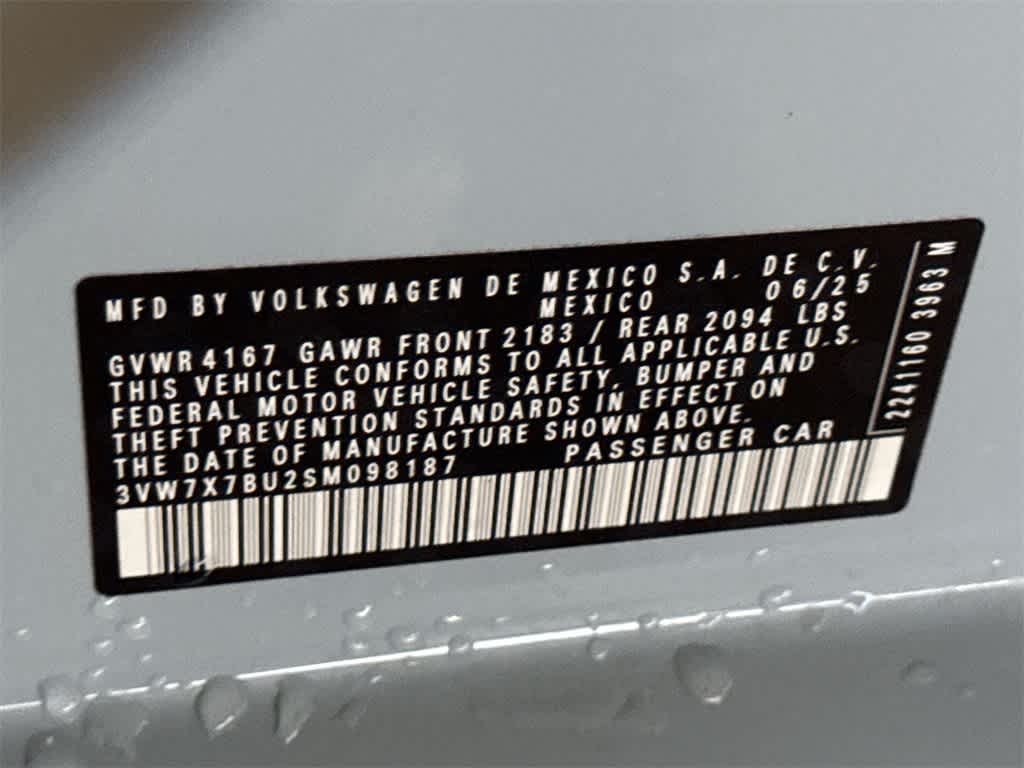 MFD BY VOLKSWAGEN DE MEXICO S.A. DE C.V.
MEXICO 06/25
GVWR 4167 GAWR FRONT 2183 / REAR 2094 LBS
THIS VEHICLE CONFORMS TO ALL APPLICABLE U.S.
FEDERAL MOTOR VEHICLE SAFETY, BUMPER AND
THEFT PREVENTION STANDARDS IN EFFECT ON
THE DATE OF MANUFACTURE SHOWN ABOVE.
3VW7X7BU2SM098187 PASSENGER CAR
2241160 3963 M